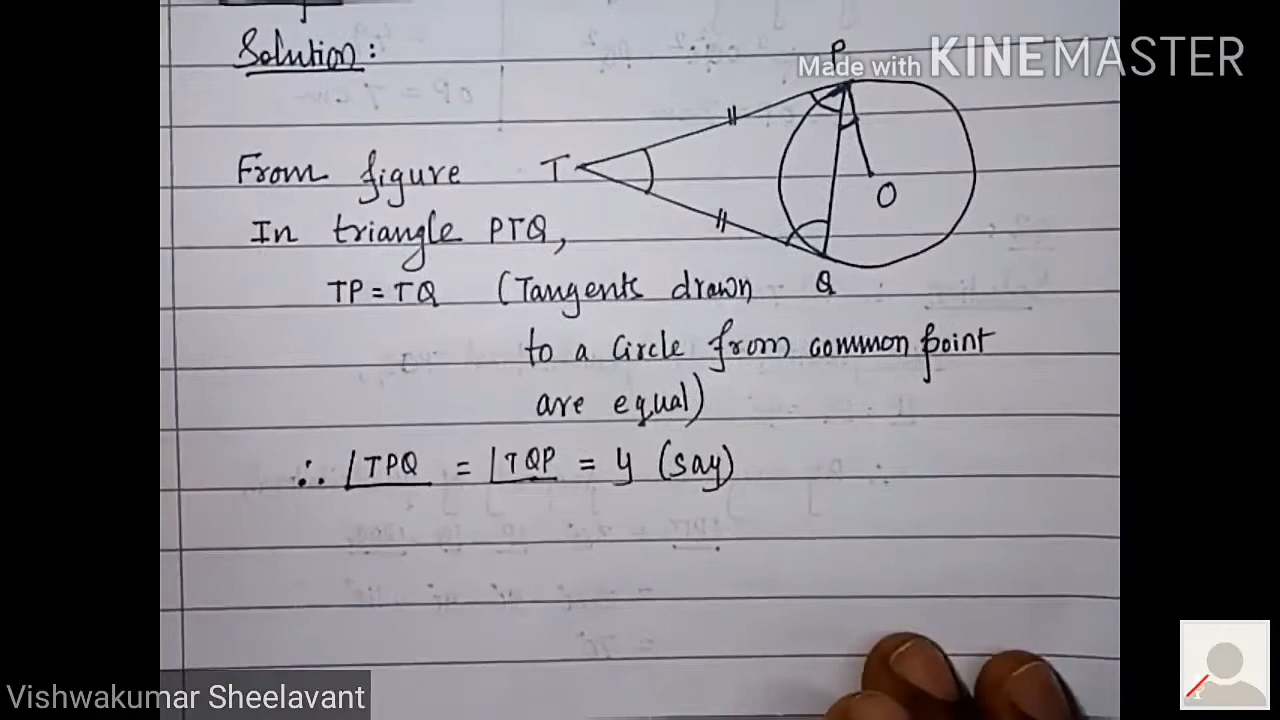 Solution:
Made with KINEMASTER
P
T
O
Q
From figure
In triangle PTQ,
TP = TQ (Tangents drawn
to a circle from common point
are equal)
∴ ∠TPQ = ∠TQP = y (say)
Vishwakumar Sheelavant